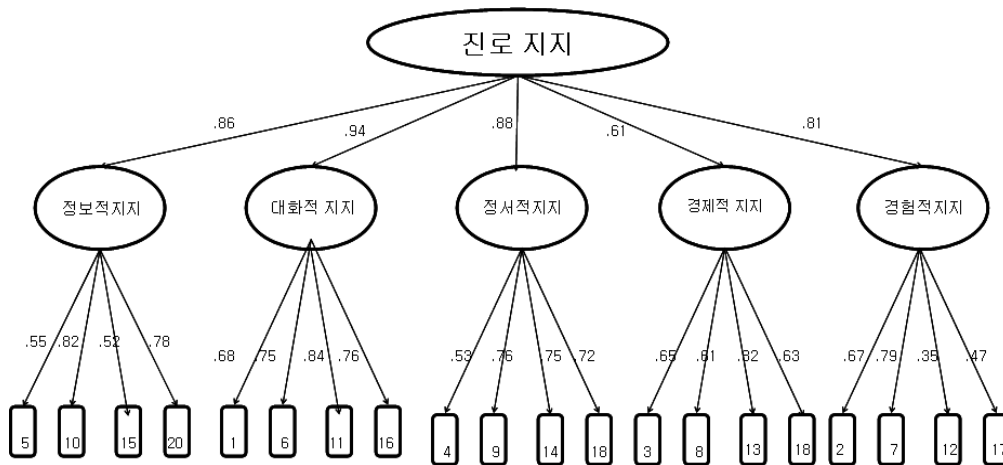 진로 지지
.86 .94 .88 .61 .81
정보적지지 대화적 지지 정서적지지 경제적 지지 경험적지지
.55 .82 .52 .78 .68 .75 .84 .76 .53 .76 .75 .72 .65 .61 .32 .63 .67 .79 .35 .47
5 10 15 20 1 6 11 16 4 9 14 18 3 8 13 18 2 7 12 17